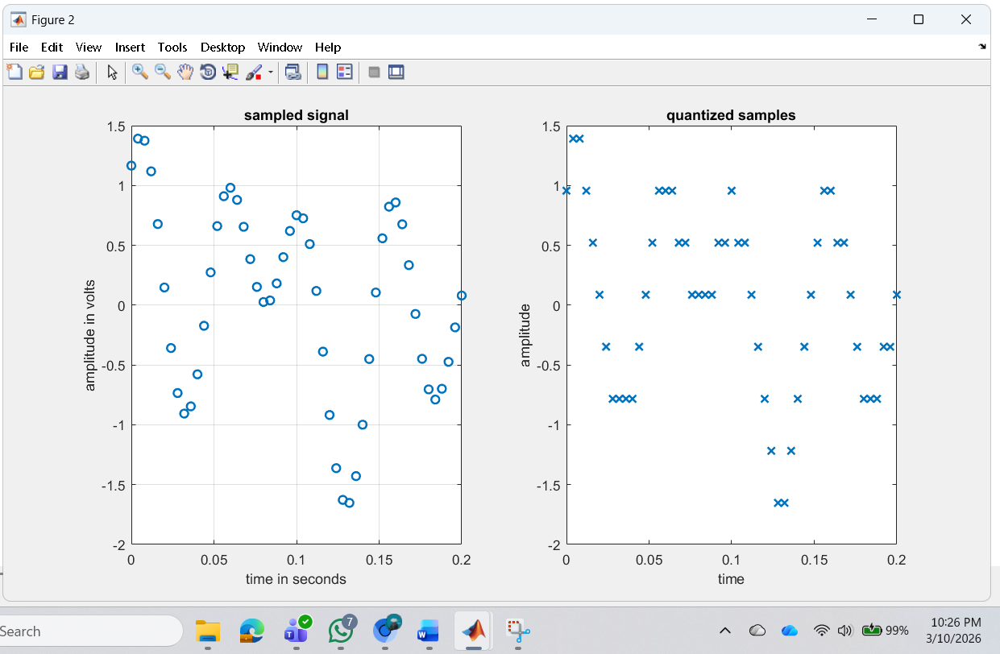 Figure 2
File Edit View Insert Tools Desktop Window Help
sampled signal
1.5
1
0.5
0
-0.5
-1
-1.5
-2
amplitude in volts
0 0.05 0.1 0.15 0.2
time in seconds
quantized samples
1.5
1
0.5
0
-0.5
-1
-1.5
-2
amplitude
0 0.05 0.1 0.15 0.2
time
Search
7
99%
10:26 PM
3/10/2026